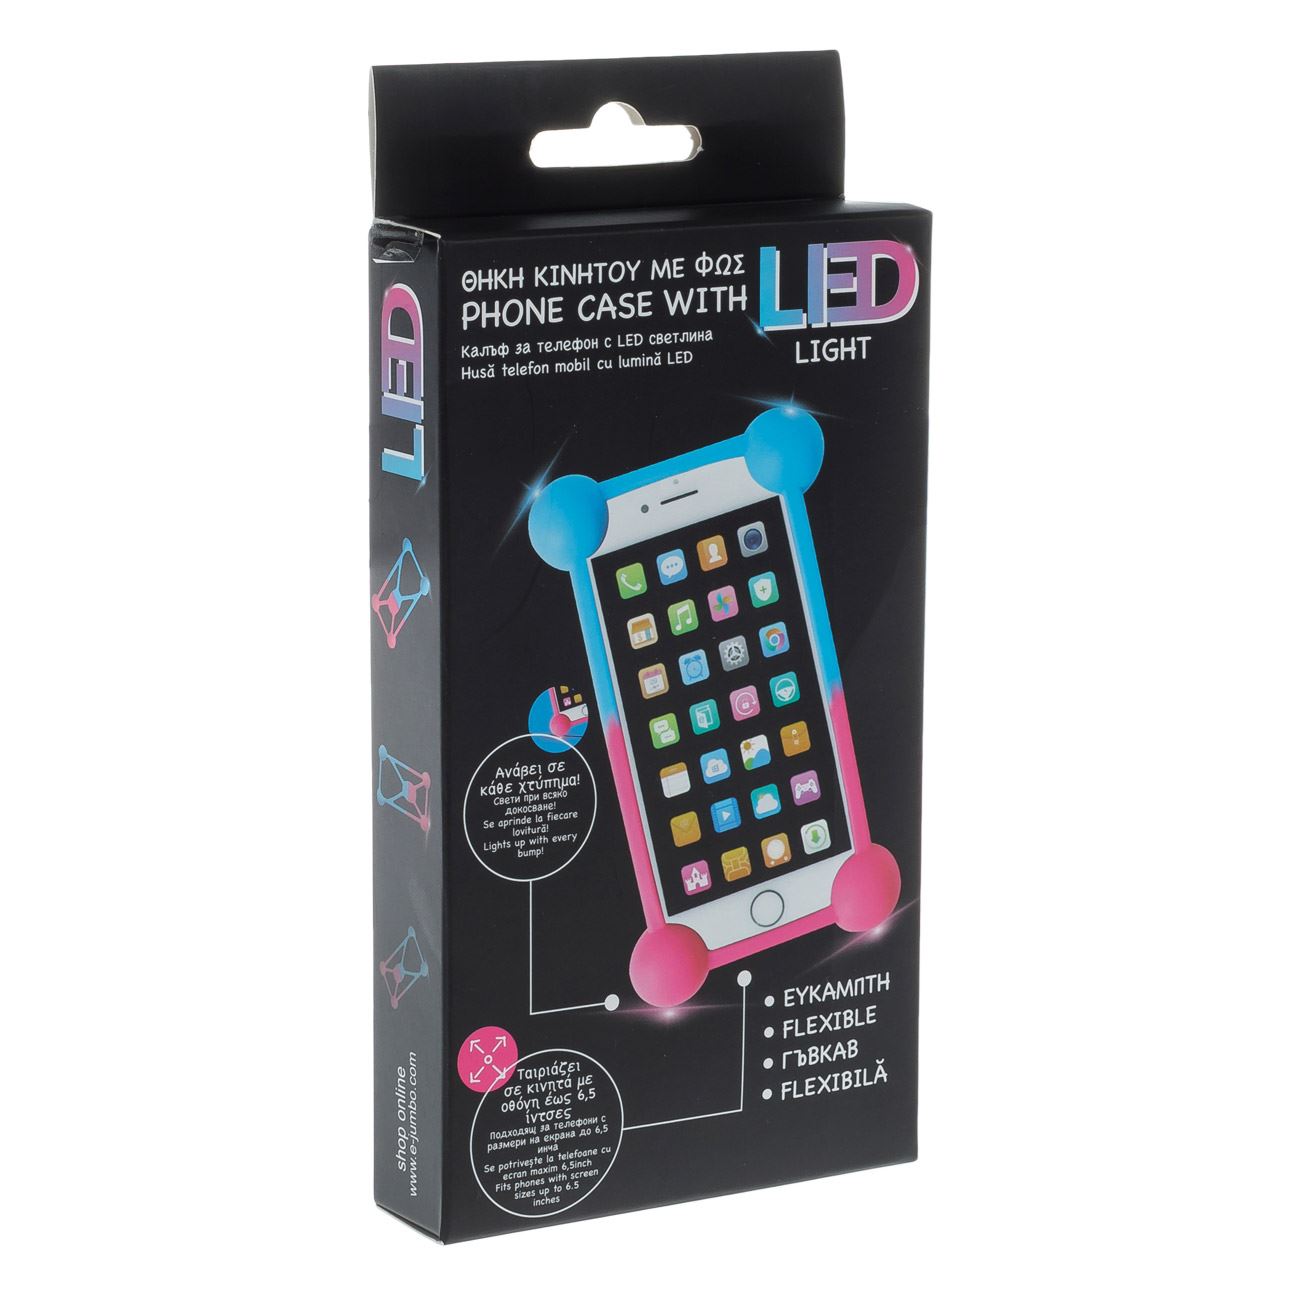 ΘΗΚΗ ΚΙΝΗΤΟΥ ΜΕ ΦΩΣ
PHONE CASE WITH LED
LIGHT
Калъф за телефон с LED светлина
Husă telefon mobil cu lumină LED
LED
Ανάβει σε
κάθε χτύπημα!
Свети при всяко
докосване!
Se aprinde la fiecare
lovitură!
Lights up with every
bump!
• ΕΥΚΑΜΠΤΗ
• FLEXIBLE
• ГЪВКАВ
• FLEXIBILĂ
Ταιριάζει
σε κινητά με
οθόνη έως 6,5
ίντσες
Подходящ за телефони с
размери на екрана до 6,5
инча
Se potrivește la telefoane cu
ecran maxim 6,5inch
Fits phones with screen
sizes up to 6.5
inches
shop online
www.e-jumbo.com